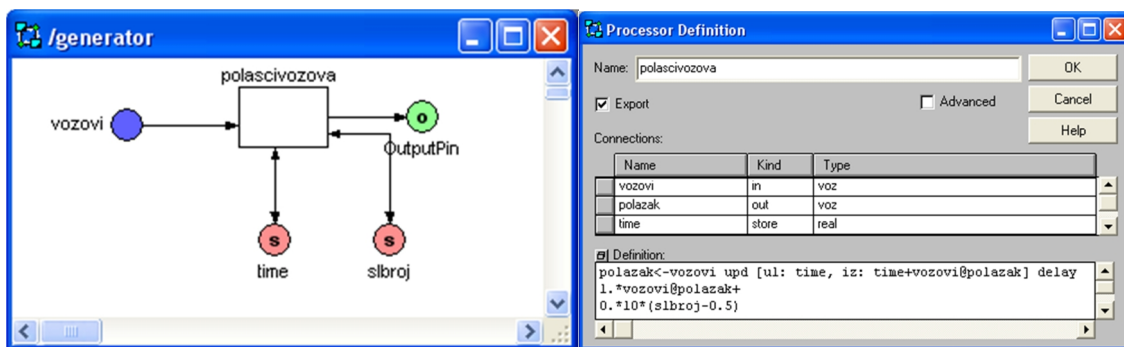 /generator
polascivozova
vozovi
o
OutputPin
s
s
time
slbroj
Processor Definition
Name: polascivozova
OK
Export
Advanced
Cancel
Help
Connections:
Name Kind Type
vozovi in voz
polazak out voz
time store real
Definition:
polazak<-vozovi upd [ul: time, iz: time+vozovi@polazak] delay
1.*vozovi@polazak+
0.*10*(slbroj-0.5)